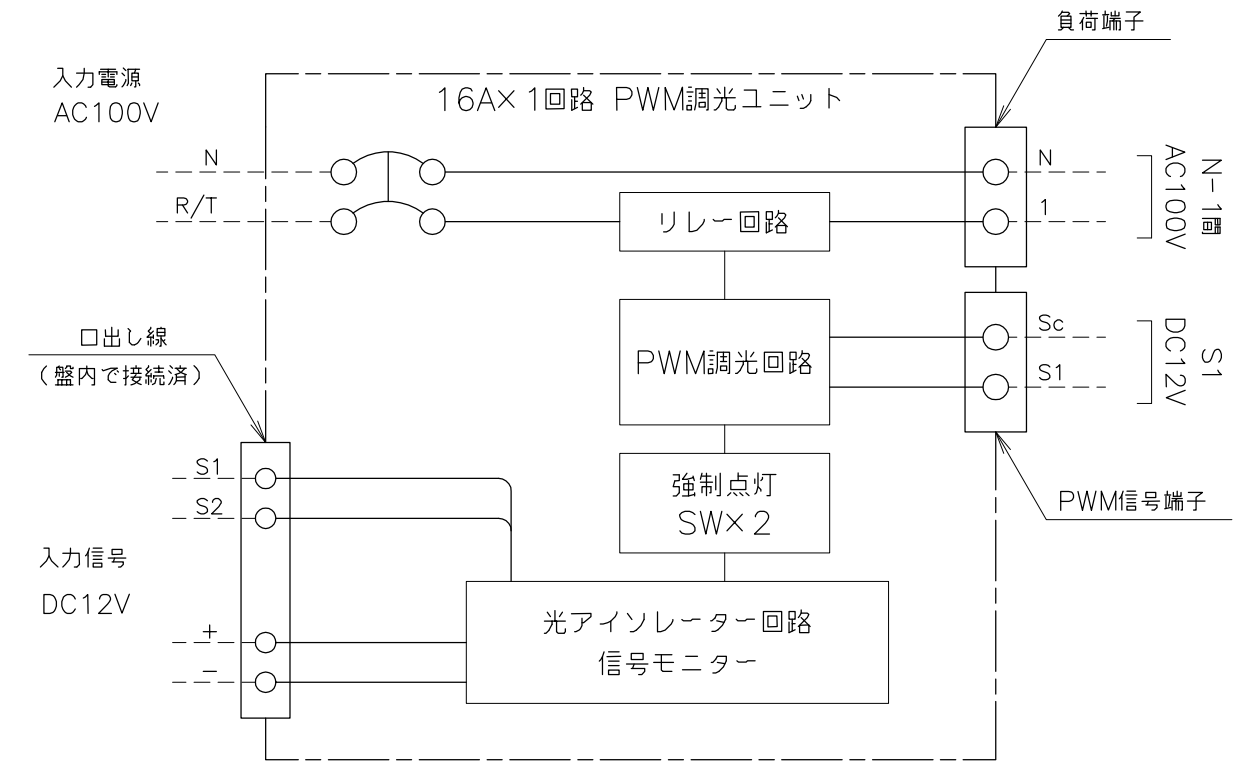 負荷端子
入力電源
AC100V
16A×1回路 PWM調光ユニット
N
R/T
リレー回路
N
1
N-1間
AC100V
口出し線
(盤内で接続済)
PWM調光回路
Sc
S1
S1
DC12V
S1
S2
強制点灯
SW×2
PWM信号端子
入力信号
DC12V
+
-
光アイソレーター回路
信号モニター